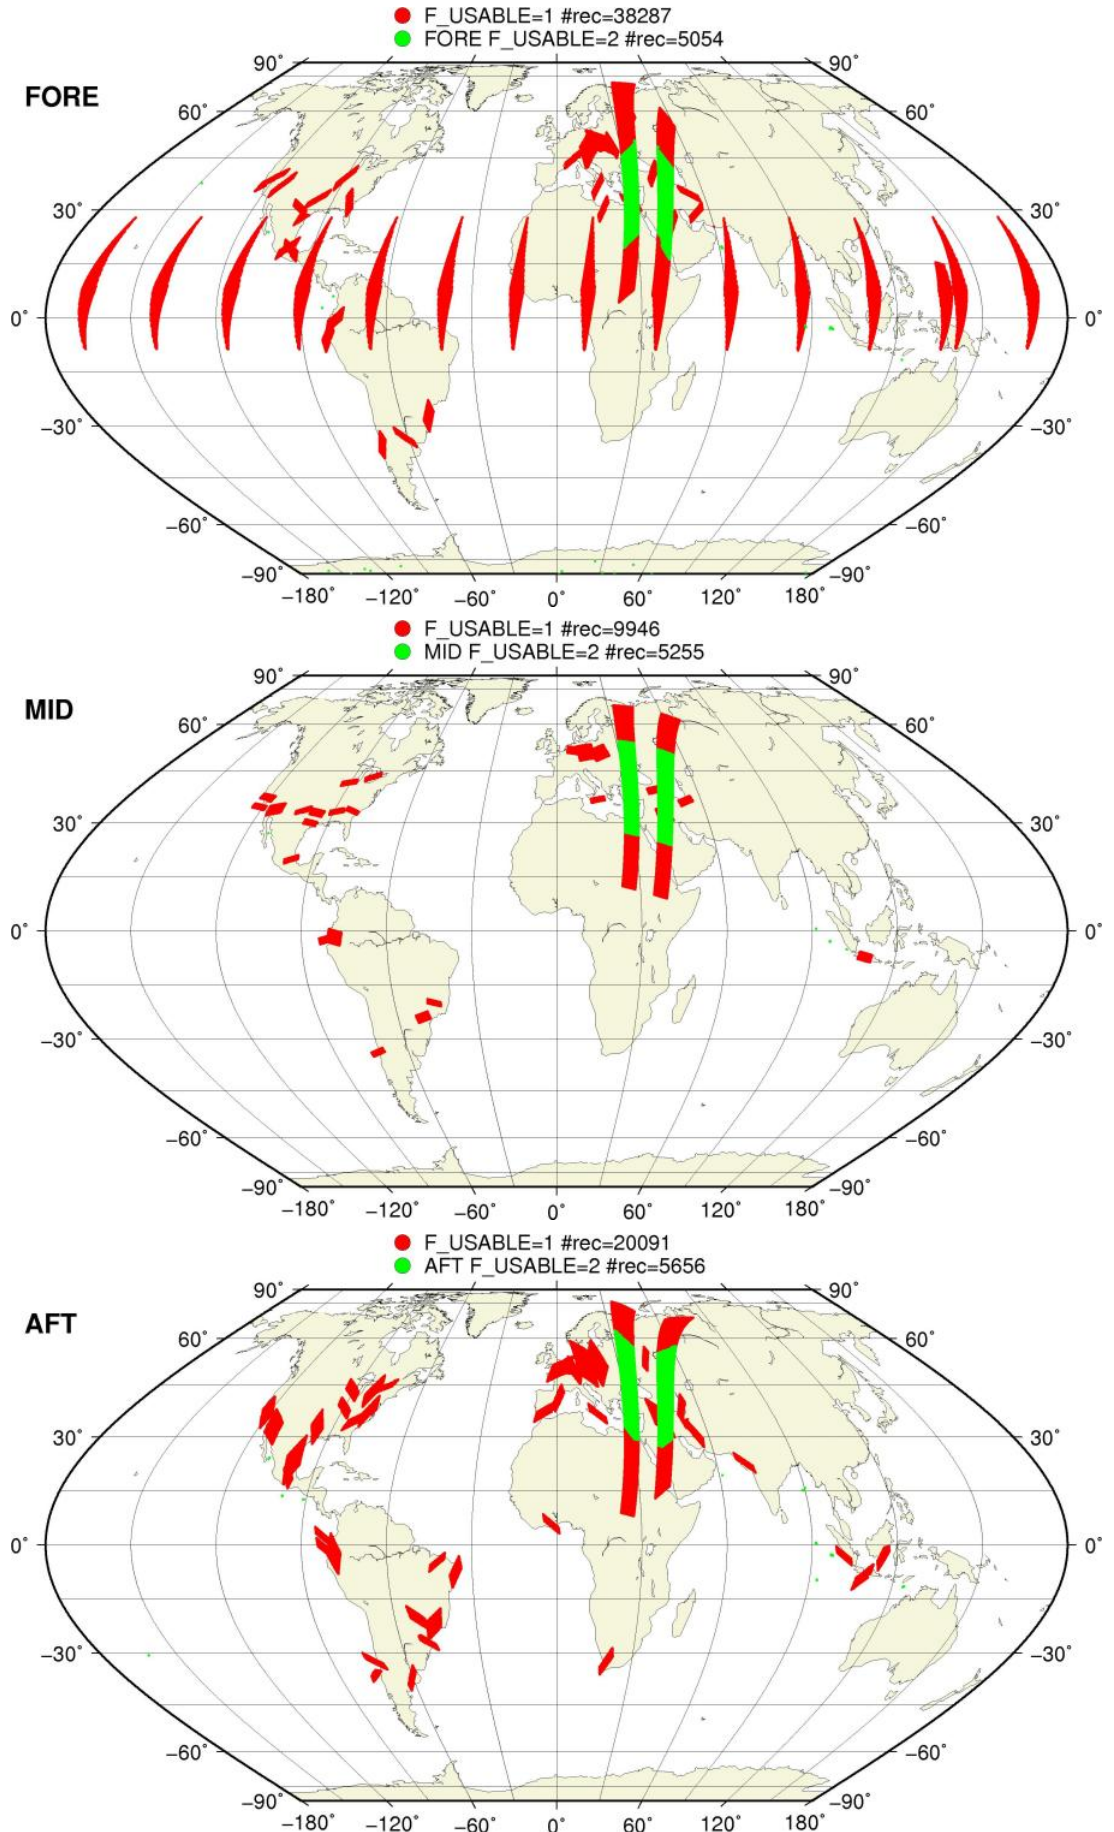 F_USABLE=1 #rec=38287
FORE F_USABLE=2 #rec=5054
FORE
90° 90°
60° 60°
30° 30°
0° 0°
−30° −30°
−60° −60°
−90° −90°
−180° −120° −60° 0° 60° 120° 180°
F_USABLE=1 #rec=9946
MID F_USABLE=2 #rec=5255
MID
90° 90°
60° 60°
30° 30°
0° 0°
−30° −30°
−60° −60°
−90° −90°
−180° −120° −60° 0° 60° 120° 180°
F_USABLE=1 #rec=20091
AFT F_USABLE=2 #rec=5656
AFT
90° 90°
60° 60°
30° 30°
0° 0°
−30° −30°
−60° −60°
−90° −90°
−180° −120° −60° 0° 60° 120° 180°